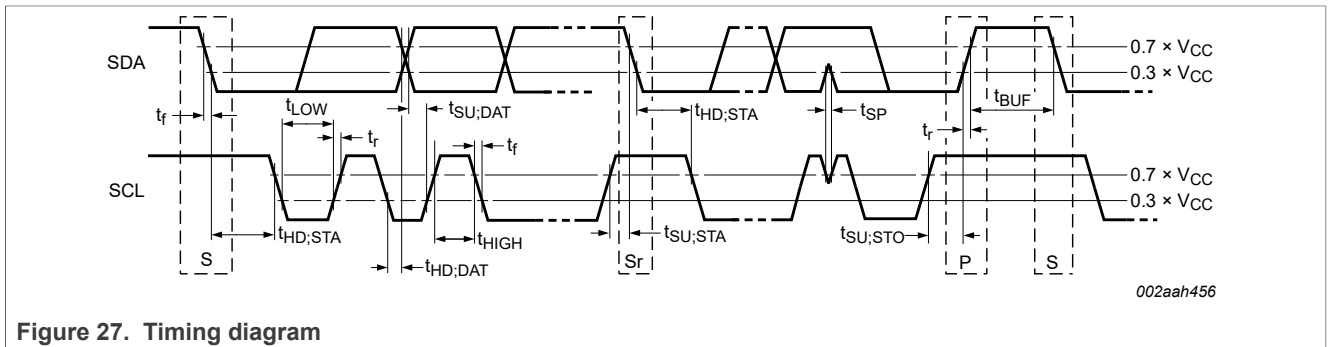 SDA
0.7 × VCC
0.3 × VCC
tf
tLOW
tSU;DAT
tHD;STA
tSP
tr
tBUF
tr
tf
SCL
0.7 × VCC
0.3 × VCC
tHD;STA
tHIGH
tSU;STA
tSU;STO
S
tHD;DAT
Sr
P
S
002aah456
Figure 27. Timing diagram